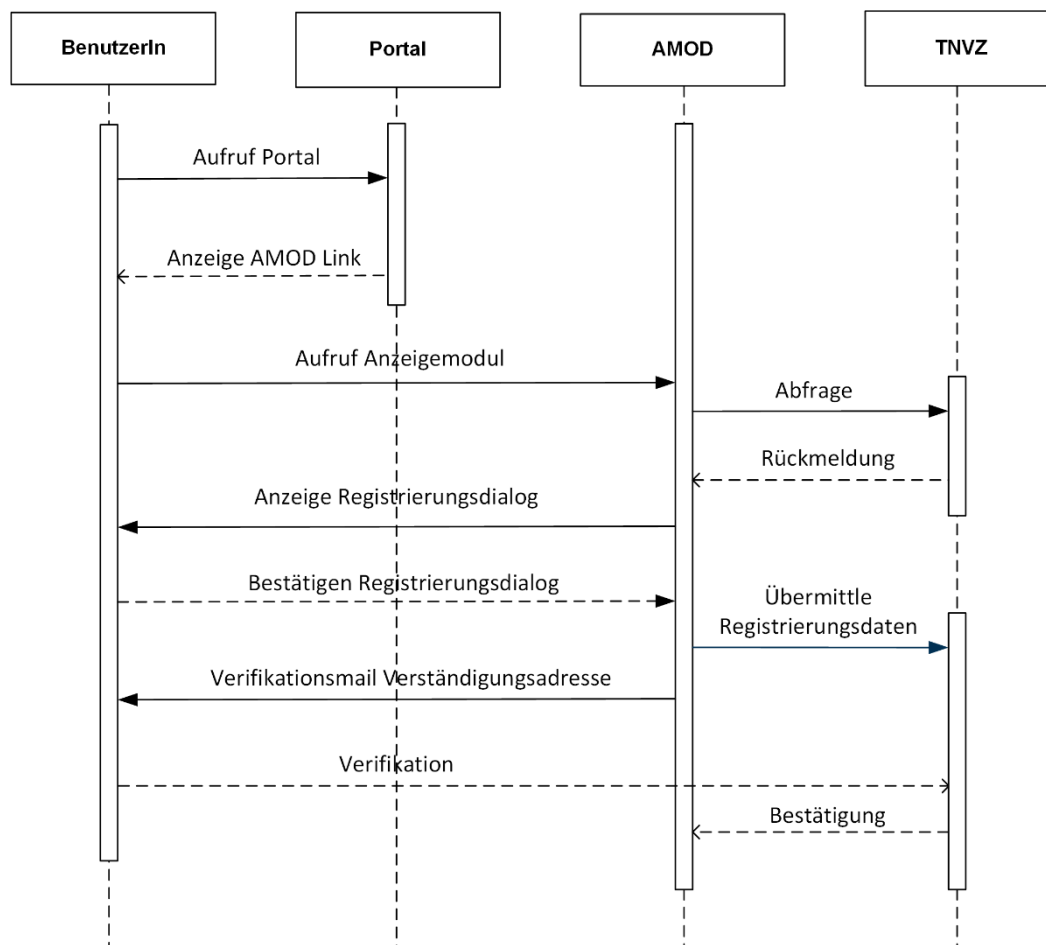 BenutzerIn
Portal
AMOD
TNVZ
Aufruf Portal
Anzeige AMOD Link
Aufruf Anzeigemodul
Abfrage
Rückmeldung
Anzeige Registrierungsdialog
Bestätigen Registrierungsdialog
Übermittle
Registrierungsdaten
Verifikationsmail Verständigungsadresse
Verifikation
Bestätigung